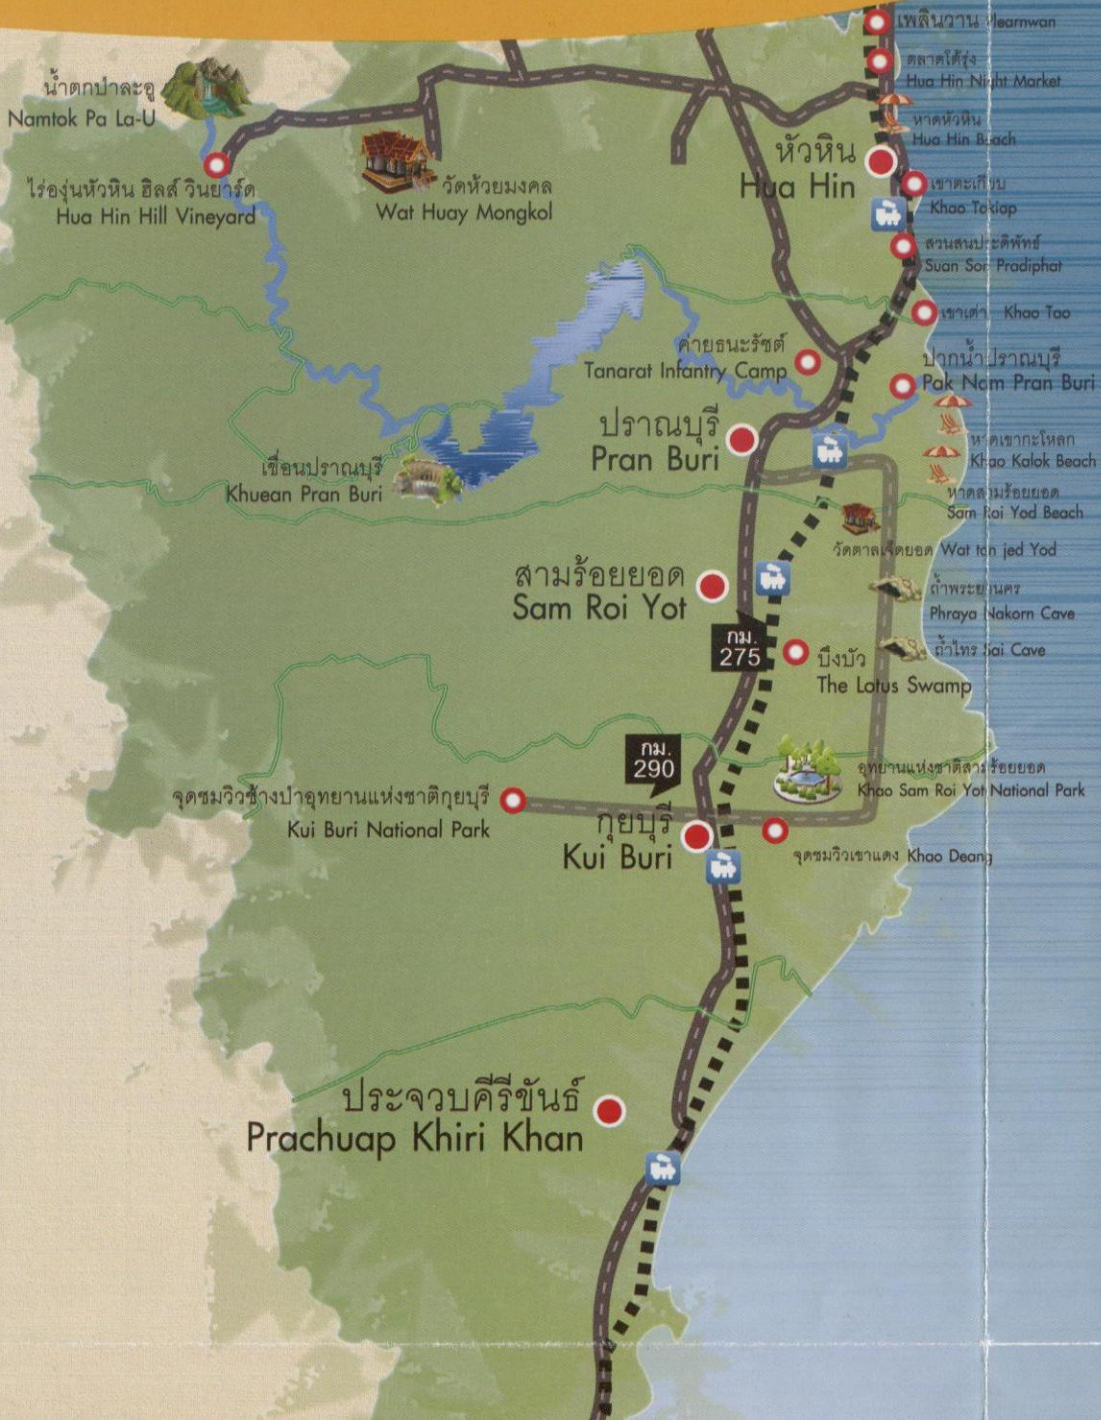 เพลินวาน Plearnwan
ตลาดโต้รุ่ง
Hua Hin Night Market
น้ำตกป่าละอู
Namtok Pa La-U
หาดหัวหิน
Hua Hin Beach
หัวหิน
Hua Hin
ไร่องุ่นหัวหิน ฮิลส์ วินยาร์ด
Hua Hin Hill Vineyard
วัดห้วยมงคล
Wat Huay Mongkol
เขาตะเกียบ
Khao Takiap
สวนสนประดิพัทธ์
Suan Son Pradiphat
เขาเต่า Khao Tao
ค่ายธนะรัชต์
Tanarat Infantry Camp
ปากน้ำปราณบุรี
Pak Nam Pran Buri
ปราณบุรี
Pran Buri
หาดเขากะโหลก
Khao Kalok Beach
เขื่อนปราณบุรี
Khuean Pran Buri
หาดสามร้อยยอด
Sam Roi Yod Beach
วัดตาลเจ็ดยอด Wat tan jed Yod
สามร้อยยอด
Sam Roi Yot
ถ้ำพระยานคร
Phraya Nakorn Cave
กม.
275
ถ้ำไทร Sai Cave
บึงบัว
The Lotus Swamp
กม.
290
อุทยานแห่งชาติสามร้อยยอด
Khao Sam Roi Yot National Park
จุดชมวิวช้างป่าอุทยานแห่งชาติกุยบุรี
Kui Buri National Park
กุยบุรี
Kui Buri
จุดชมวิวเขาแดง Khao Deang
ประจวบคีรีขันธ์
Prachuap Khiri Khan